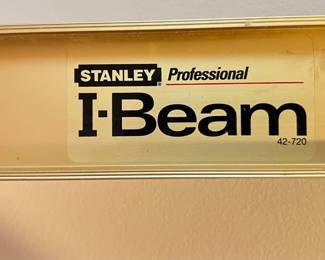 STANLEY Professional
I-Beam
42-720